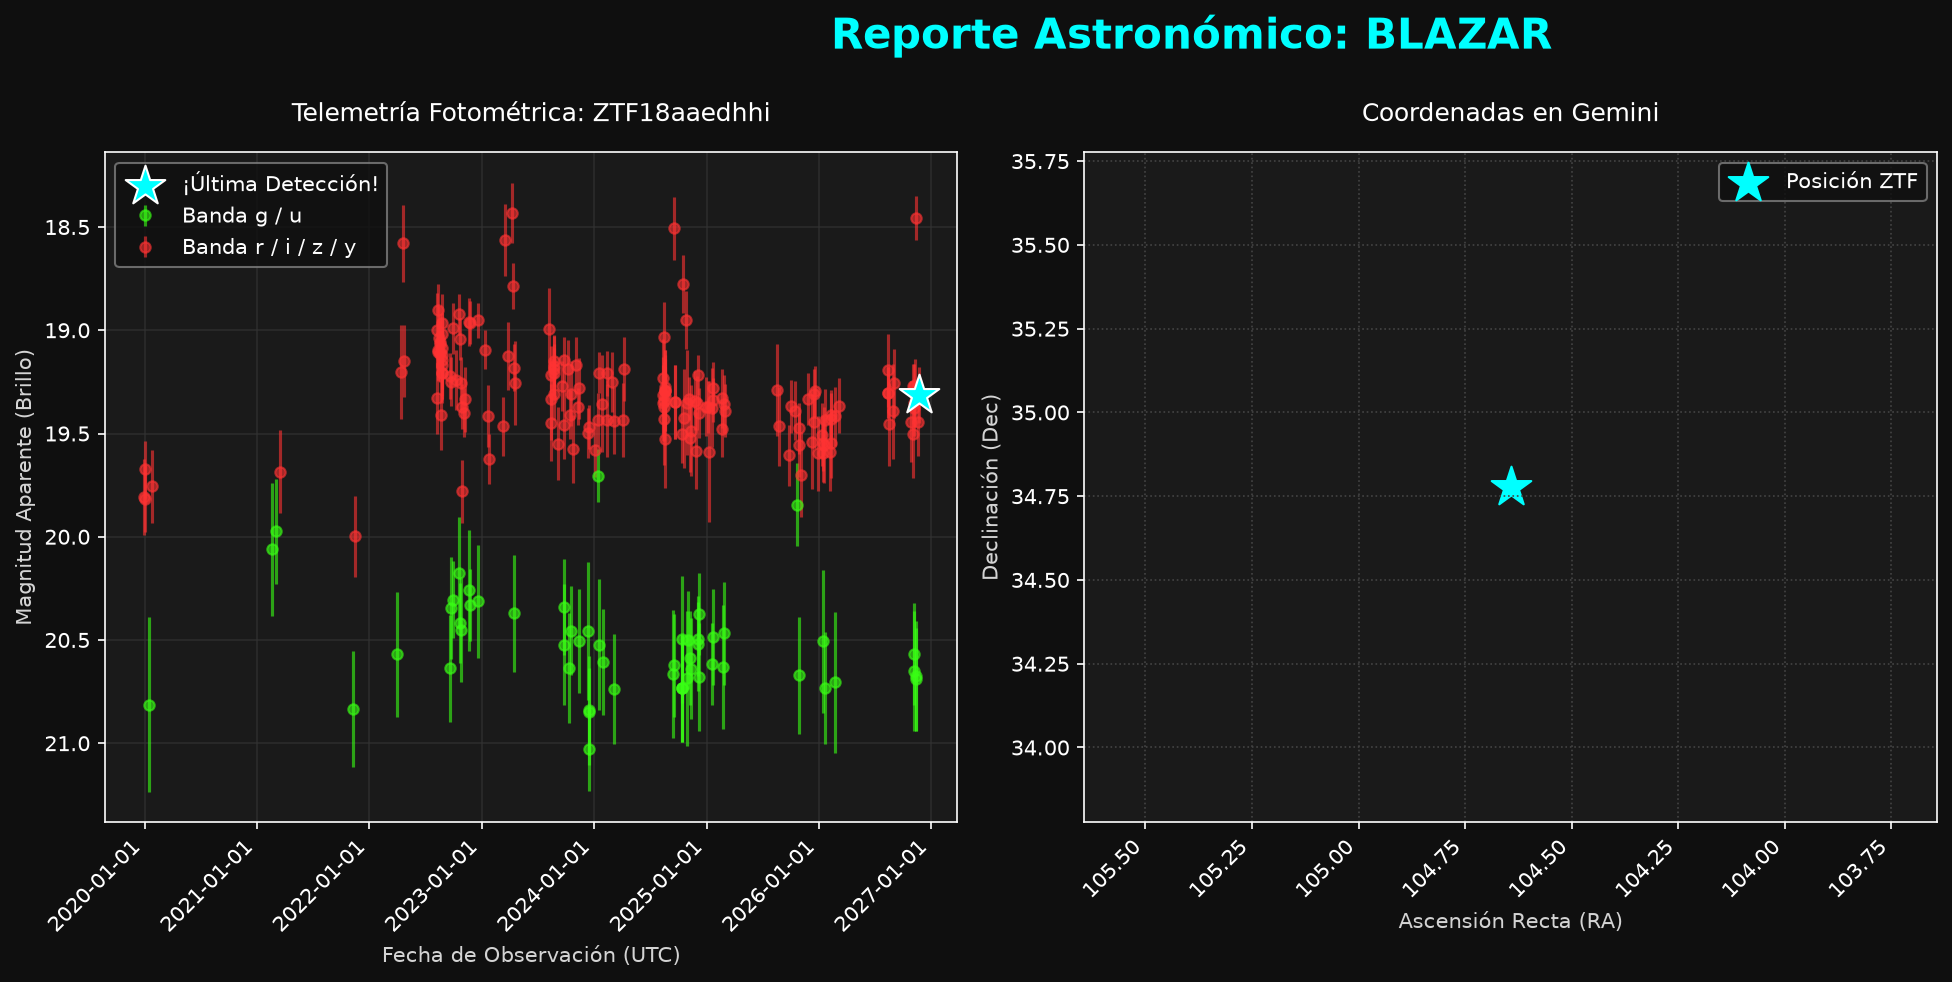 Reporte Astronómico: BLAZAR
Telemetría Fotométrica: ZTF18aaedhhi
¡Última Detección!
Banda g / u
Banda r / i / z / y
Magnitud Aparente (Brillo)
18.5
19.0
19.5
20.0
20.5
21.0
2020-01-01
2021-01-01
2022-01-01
2023-01-01
2024-01-01
2025-01-01
2026-01-01
2027-01-01
Fecha de Observación (UTC)
Coordenadas en Gemini
Posición ZTF
Declinación (Dec)
35.75
35.50
35.25
35.00
34.75
34.50
34.25
34.00
105.50
105.25
105.00
104.75
104.50
104.25
104.00
103.75
Ascensión Recta (RA)